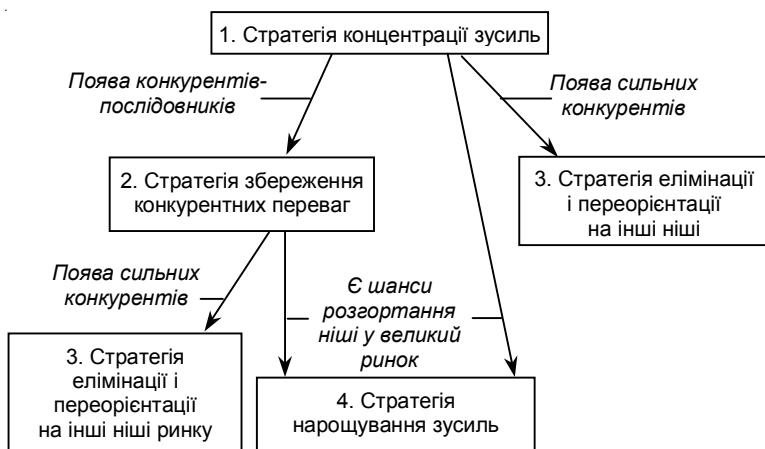 1. Стратегія концентрації зусиль
Поява конкурентів-
послідовників
Поява сильних
конкурентів
2. Стратегія збереження
конкурентних переваг
3. Стратегія елімінації
і переорієнтації
на інші ніші
Поява сильних
конкурентів
Є шанси
розгортання
ніші у великий
ринок
3. Стратегія
елімінації і
переорієнтації
на інші ніші ринку
4. Стратегія
нарощування зусиль